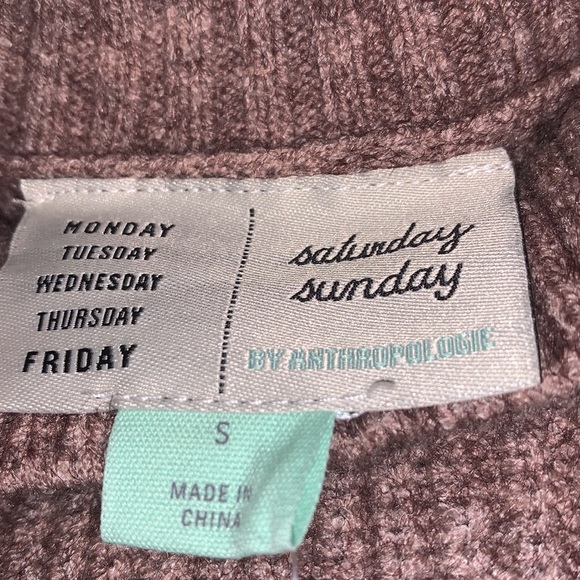 MONDAY
TUESDAY
WEDNESDAY
THURSDAY
FRIDAY
saturday
sunday
BY ANTHROPOLOGIE
S
MADE IN
CHINA